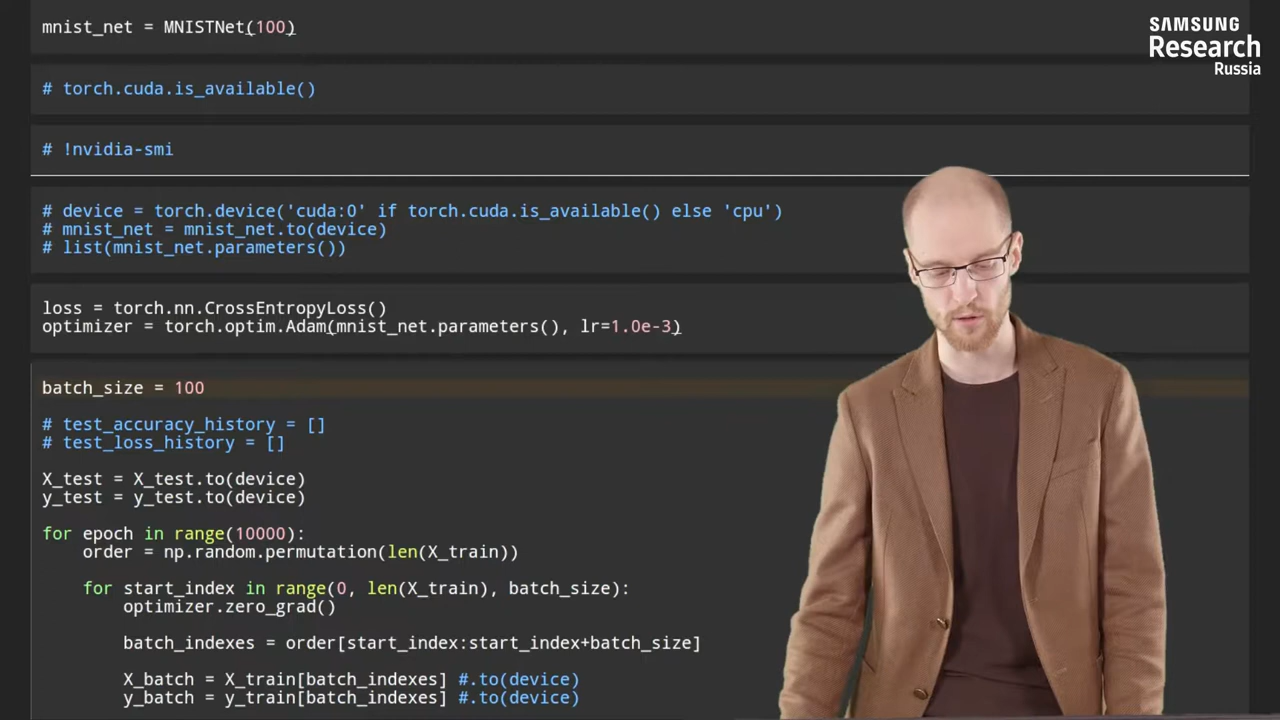 mnist_net = MNISTNet(100)
SAMSUNG
Research
Russia
# torch.cuda.is_available()
# !nvidia-smi
# device = torch.device('cuda:0' if torch.cuda.is_available() else 'cpu')
# mnist_net = mnist_net.to(device)
# list(mnist_net.parameters())
loss = torch.nn.CrossEntropyLoss()
optimizer = torch.optim.Adam(mnist_net.parameters(), lr=1.0e-3)
batch_size = 100
# test_accuracy_history = []
# test_loss_history = []
X_test = X_test.to(device)
y_test = y_test.to(device)
for epoch in range(10000):
order = np.random.permutation(len(X_train))
for start_index in range(0, len(X_train), batch_size):
optimizer.zero_grad()
batch_indexes = order[start_index:start_index+batch_size]
X_batch = X_train[batch_indexes] #.to(device)
y_batch = y_train[batch_indexes] #.to(device)